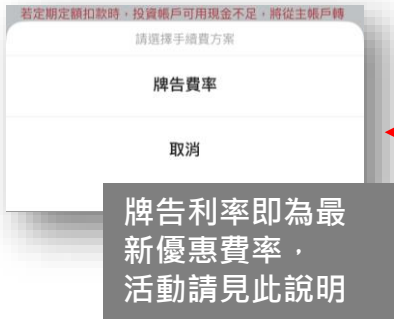 若定期定額扣款時，投資帳戶可用現金不足，將從主帳戶轉
請選擇手續費方案
牌告費率
取消
牌告利率即為最
新優惠費率，
活動請見此說明